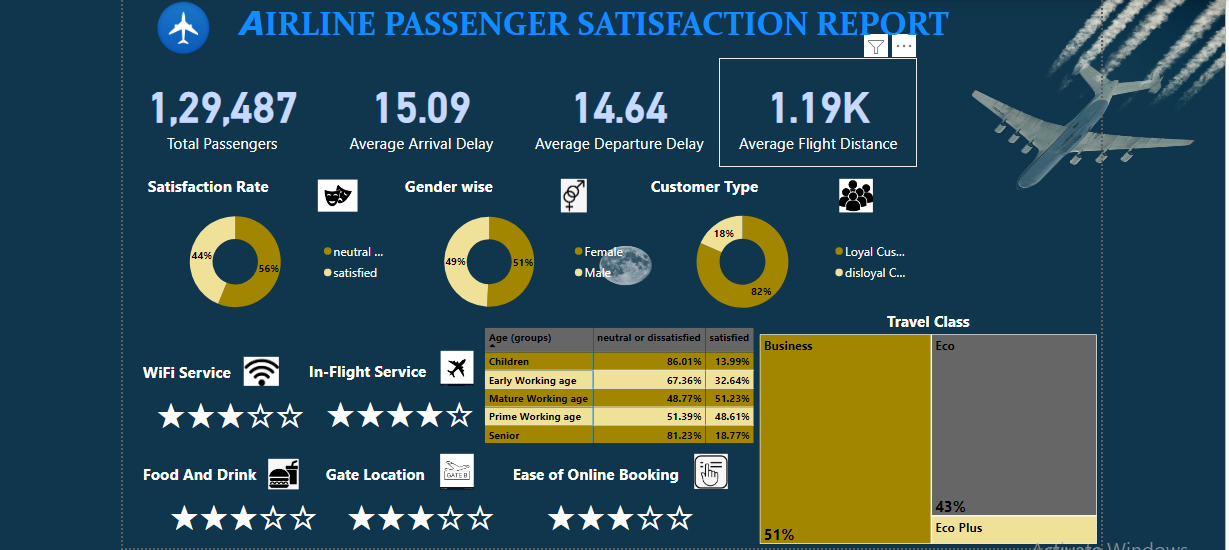 AIRLINE PASSENGER SATISFACTION REPORT
1,29,487
Total Passengers
15.09
Average Arrival Delay
14.64
Average Departure Delay
1.19K
Average Flight Distance
Satisfaction Rate
44%
56%
neutral ...
satisfied
Gender wise
49%
51%
Female
Male
Customer Type
18%
82%
Loyal Cus...
disloyal C...
WiFi Service
In-Flight Service
Age (groups) neutral or dissatisfied satisfied
Children 86.01% 13.99%
Early Working age 67.36% 32.64%
Mature Working age 48.77% 51.23%
Prime Working age 51.39% 48.61%
Senior 81.23% 18.77%
Travel Class
Business
51%
Eco
43%
Eco Plus
Food And Drink
Gate Location
GATE B
Ease of Online Booking
Activate Windows